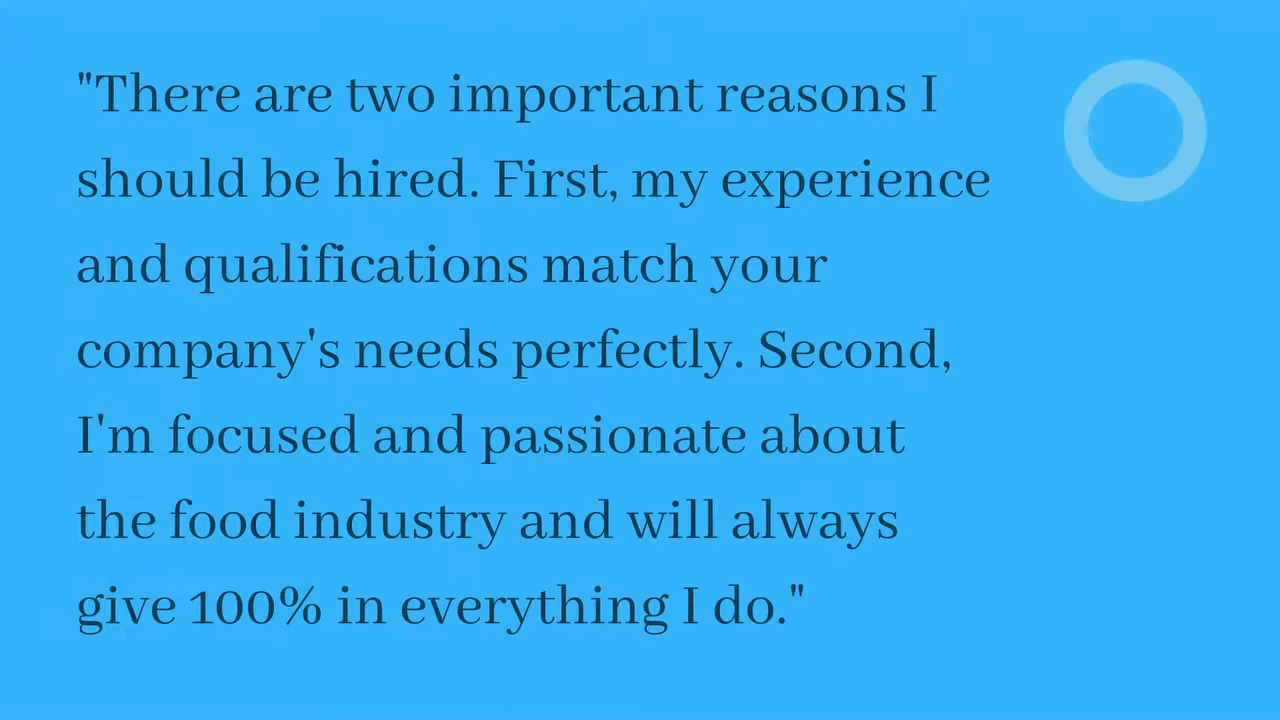 "There are two important reasons I
should be hired. First, my experience
and qualifications match your
company's needs perfectly. Second,
I'm focused and passionate about
the food industry and will always
give 100% in everything I do."